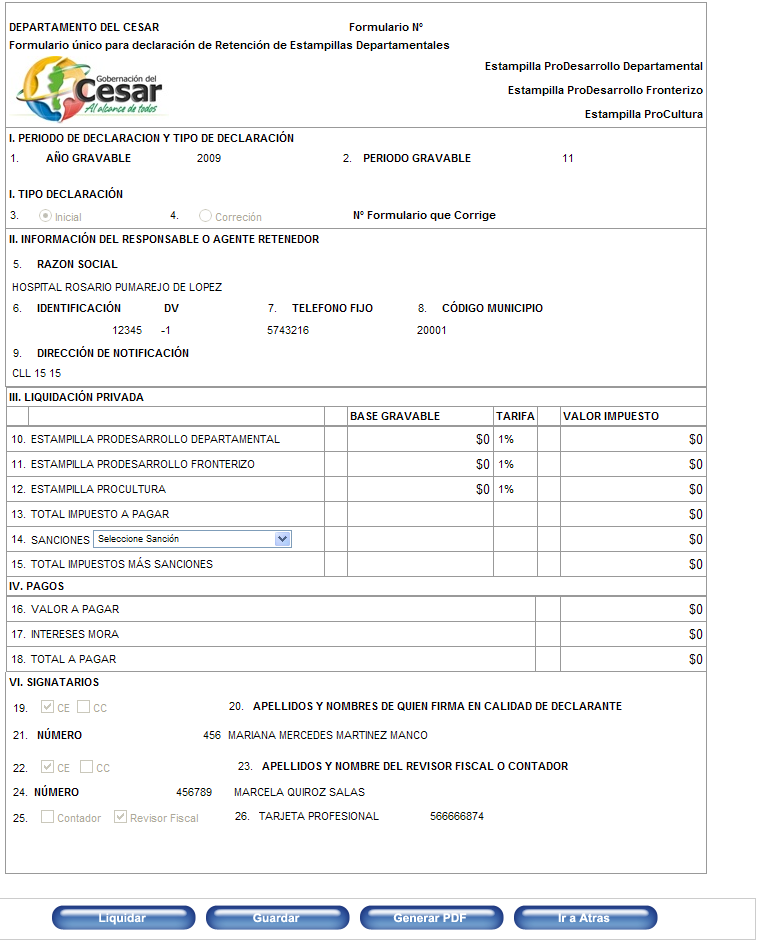 DEPARTAMENTO DEL CESAR Formulario Nº
Formulario único para declaración de Retención de Estampillas Departamentales
Gobernación del
Cesar
Al alcance de todos
Estampilla ProDesarrollo Departamental
Estampilla ProDesarrollo Fronterizo
Estampilla ProCultura
I. PERIODO DE DECLARACION Y TIPO DE DECLARACIÓN
1. AÑO GRAVABLE 2009 2. PERIODO GRAVABLE 11
I. TIPO DECLARACIÓN
3. Inicial 4. Correción Nº Formulario que Corrige
II. INFORMACIÓN DEL RESPONSABLE O AGENTE RETENEDOR
5. RAZON SOCIAL
HOSPITAL ROSARIO PUMAREJO DE LOPEZ
6. IDENTIFICACIÓN DV 7. TELEFONO FIJO 8. CÓDIGO MUNICIPIO
12345 -1 5743216 20001
9. DIRECCIÓN DE NOTIFICACIÓN
CLL 15 15
III. LIQUIDACIÓN PRIVADA
BASE GRAVABLE TARIFA VALOR IMPUESTO
10. ESTAMPILLA PRODESARROLLO DEPARTAMENTAL $0 1% $0
11. ESTAMPILLA PRODESARROLLO FRONTERIZO $0 1% $0
12. ESTAMPILLA PROCULTURA $0 1% $0
13. TOTAL IMPUESTO A PAGAR $0
14. SANCIONES Seleccione Sanción $0
15. TOTAL IMPUESTOS MÁS SANCIONES $0
IV. PAGOS
16. VALOR A PAGAR $0
17. INTERESES MORA $0
18. TOTAL A PAGAR $0
VI. SIGNATARIOS
19. CE CC 20. APELLIDOS Y NOMBRES DE QUIEN FIRMA EN CALIDAD DE DECLARANTE
21. NÚMERO 456 MARIANA MERCEDES MARTINEZ MANCO
22. CE CC 23. APELLIDOS Y NOMBRE DEL REVISOR FISCAL O CONTADOR
24. NÚMERO 456789 MARCELA QUIROZ SALAS
25. Contador Revisor Fiscal 26. TARJETA PROFESIONAL 566666874
Liquidar Guardar Generar PDF Ir a Atras